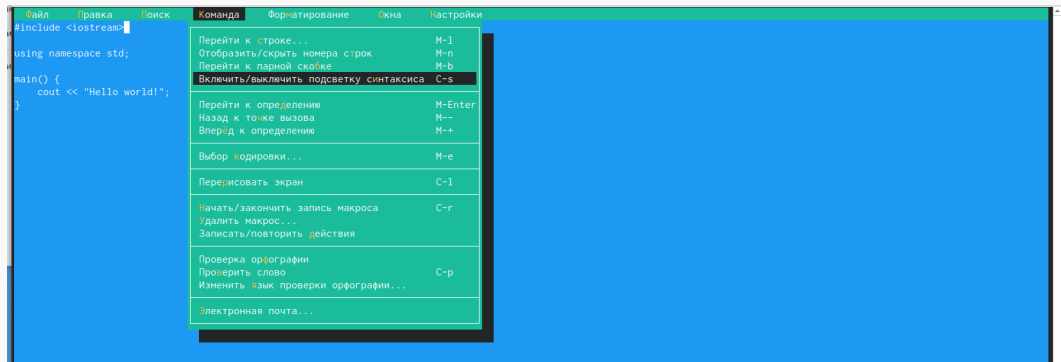 Файл Правка Поиск Команда Форматирование Окна Настройки
#include <iostream>
using namespace std;
main() {
cout << "Hello world!";
}
Перейти к строке... M-l
Отобразить/скрыть номера строк M-n
Перейти к парной скобке M-b
Включить/выключить подсветку синтаксиса C-s
Перейти к определению M-Enter
Назад к точке вызова M--
Вперёд к определению M-+
Выбор кодировки... M-e
Перерисовать экран C-l
Начать/закончить запись макроса C-r
Удалить макрос...
Записать/повторить действия
Проверка орфографии
Проверить слово C-p
Изменить язык проверки орфографии...
Электронная почта...